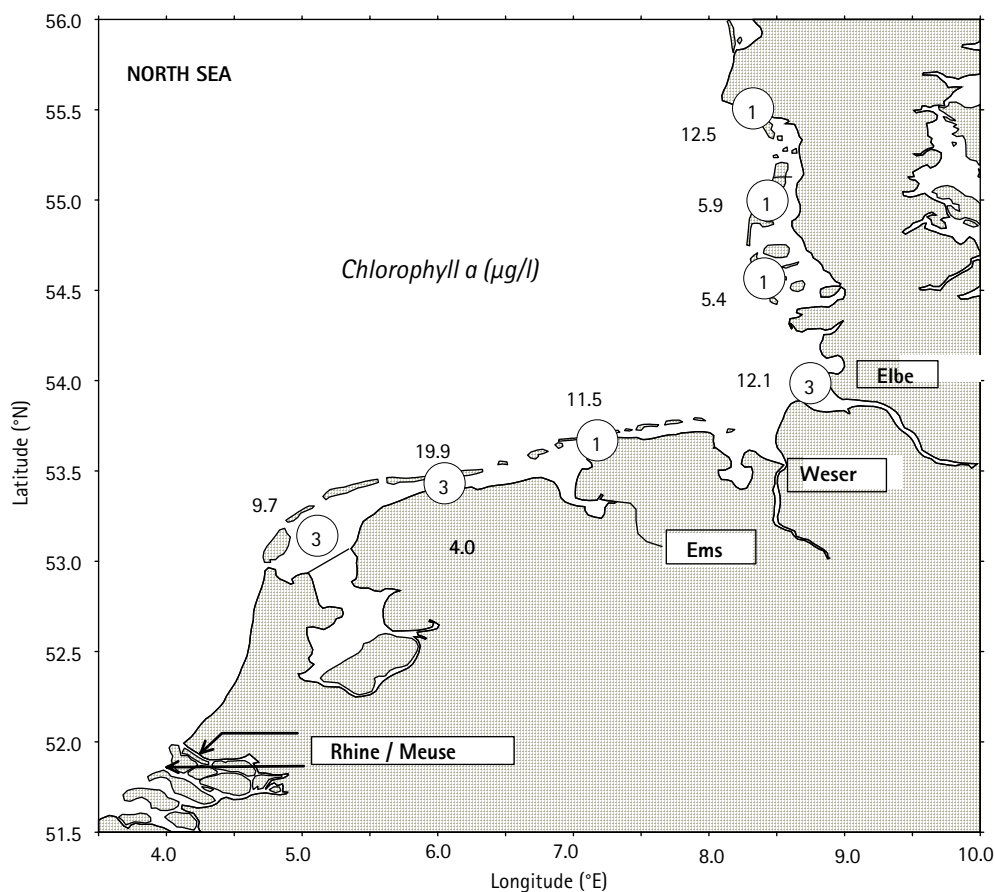 56.0
NORTH SEA
55.5
1
12.5
55.0
5.9
1
Chlorophyll a (µg/l)
54.5
1
5.4
54.0
12.1
3
Elbe
11.5
1
53.5
19.9
3
Weser
9.7
3
4.0
Ems
53.0
Latitude (°N)
52.5
52.0
Rhine / Meuse
51.5
4.0 5.0 6.0 7.0 8.0 9.0 10.0
Longitude (°E)